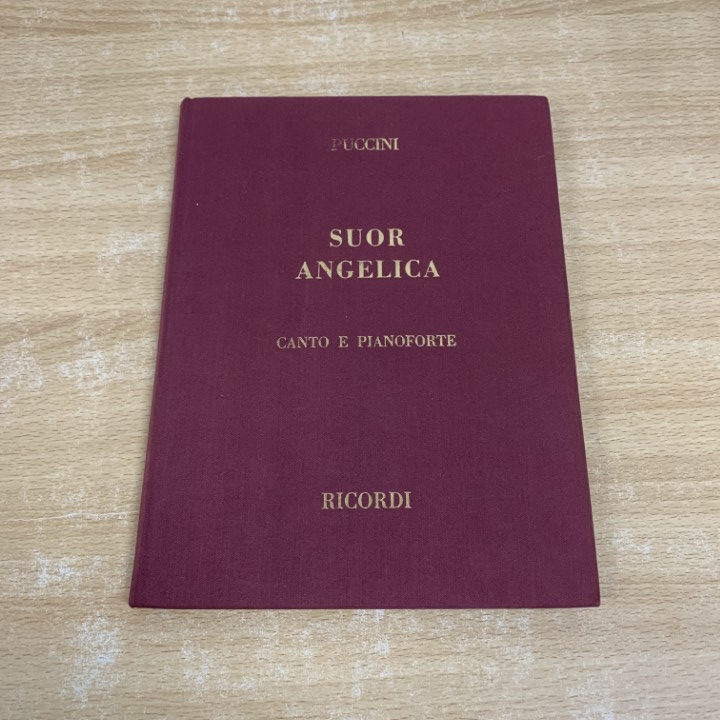 PUCCINI
SUOR
ANGELICA
CANTO E PIANOFORTE
RICORDI